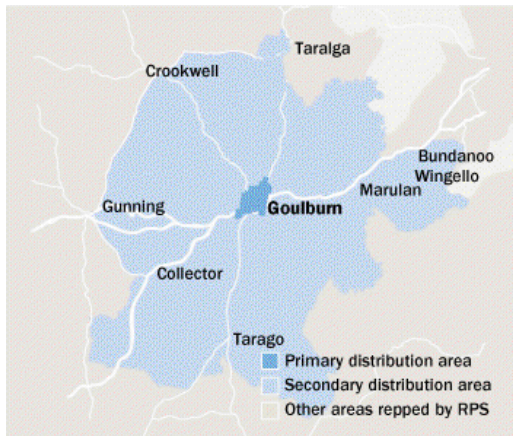 Taralga
Crookwell
Bundanoo
Wingello
Marulan
Gunning
Goulburn
Collector
Tarago
Primary distribution area
Secondary distribution area
Other areas repped by RPS